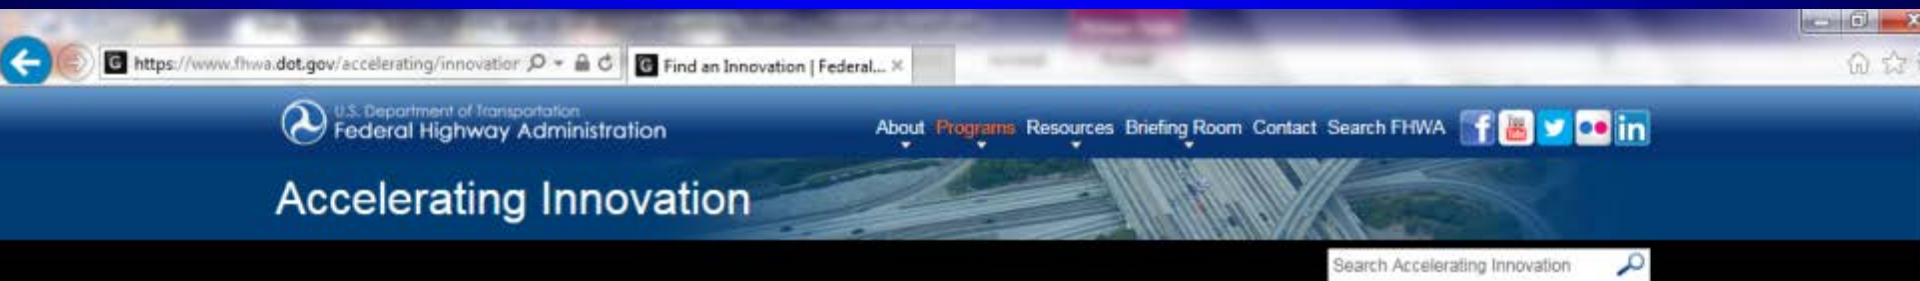 https://www.fhwa.dot.gov/accelerating/innovation
Find an Innovation | Federal... ×
U.S. Department of Transportation
Federal Highway Administration
About Programs Resources Briefing Room Contact Search FHWA
Accelerating Innovation
Search Accelerating Innovation